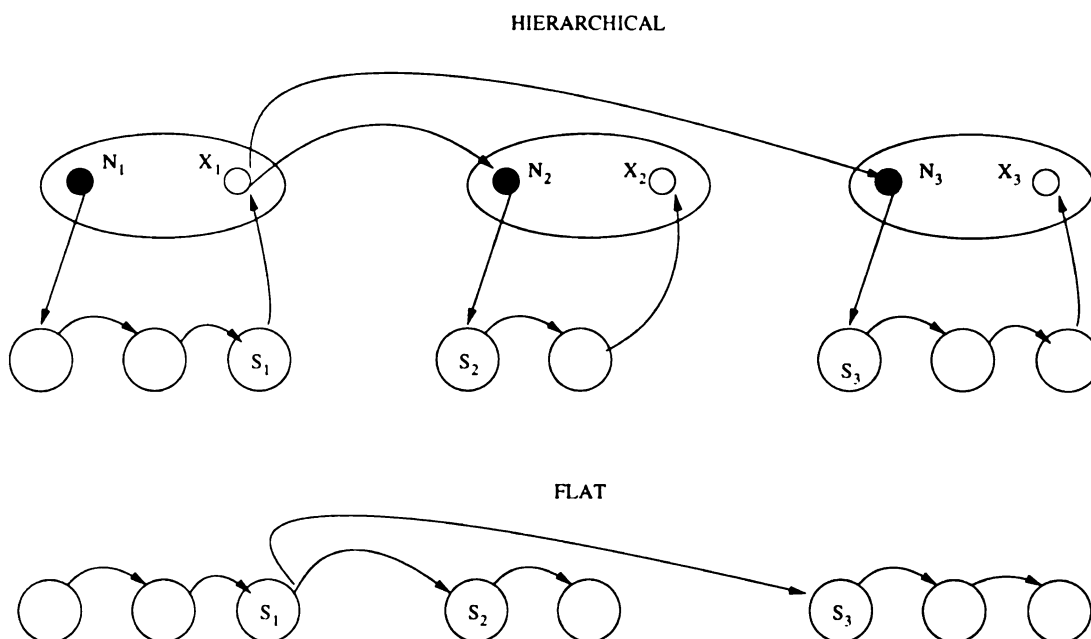 HIERARCHICAL
N₁ X₁ N₂ X₂ N₃ X₃
S₁ S₂ S₃
FLAT
S₁ S₂ S₃